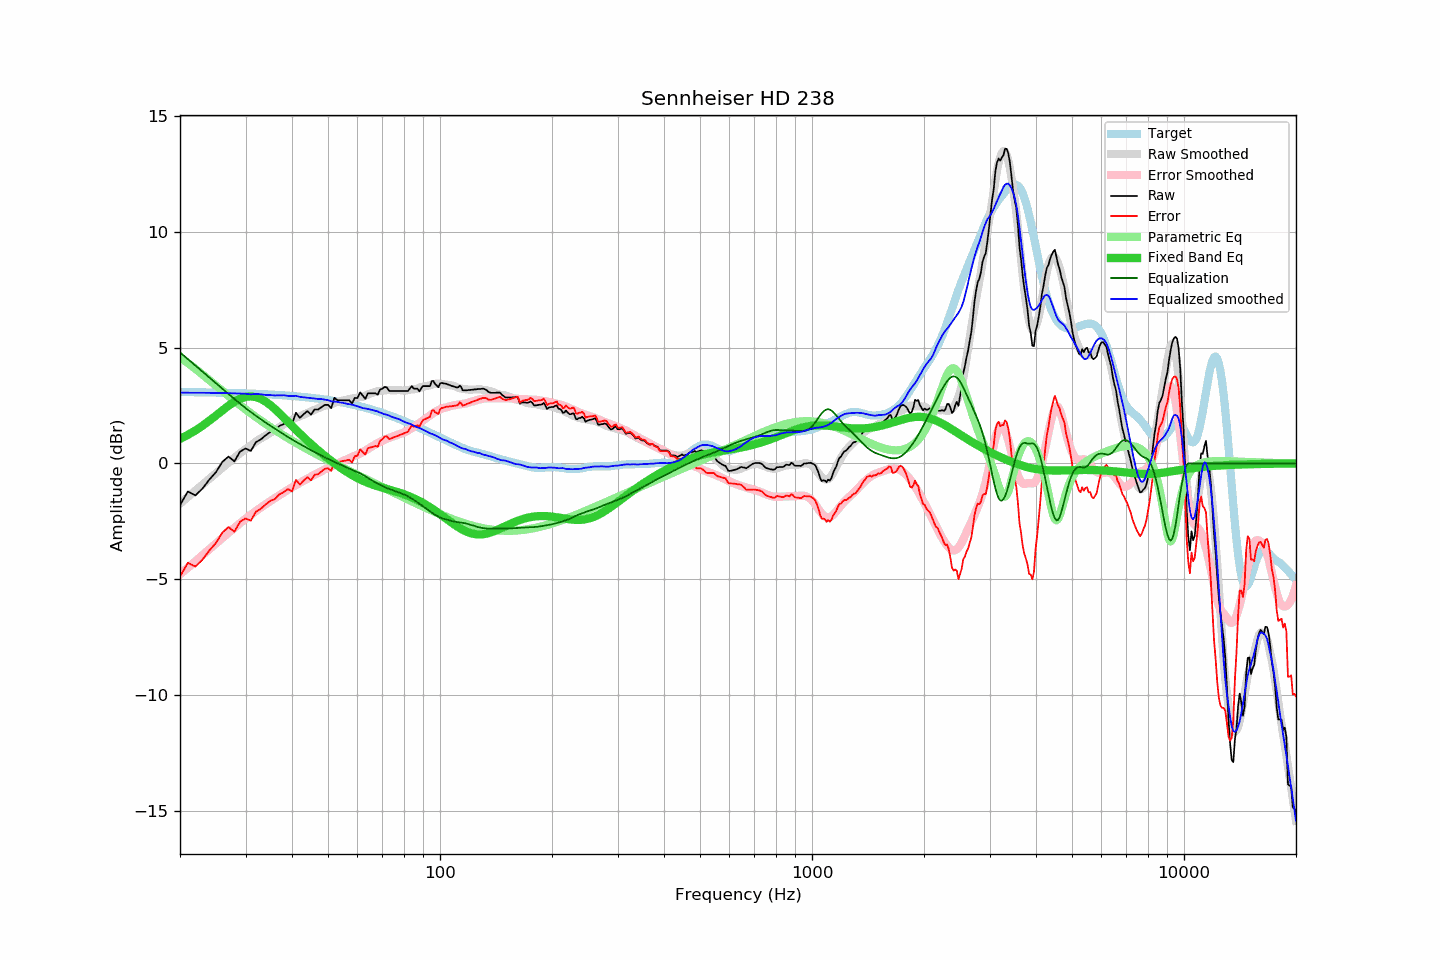 Sennheiser HD 238
15
10
5
0
−5
−10
−15
Amplitude (dBr)
100
1000
10000
Frequency (Hz)
Target
Raw Smoothed
Error Smoothed
Raw
Error
Parametric Eq
Fixed Band Eq
Equalization
Equalized smoothed